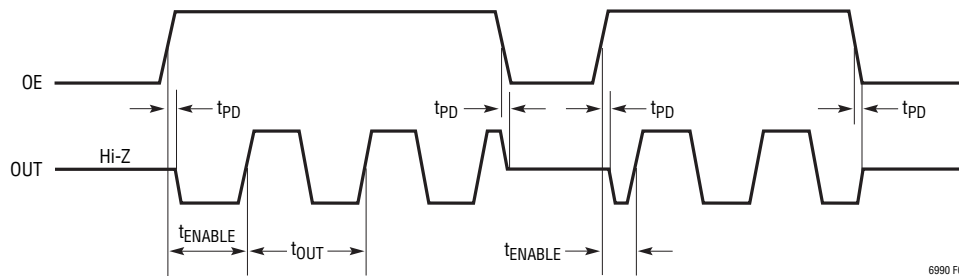 OE
tPD
tPD
tPD
tPD
OUT
Hi-Z
tENABLE
tOUT
tENABLE